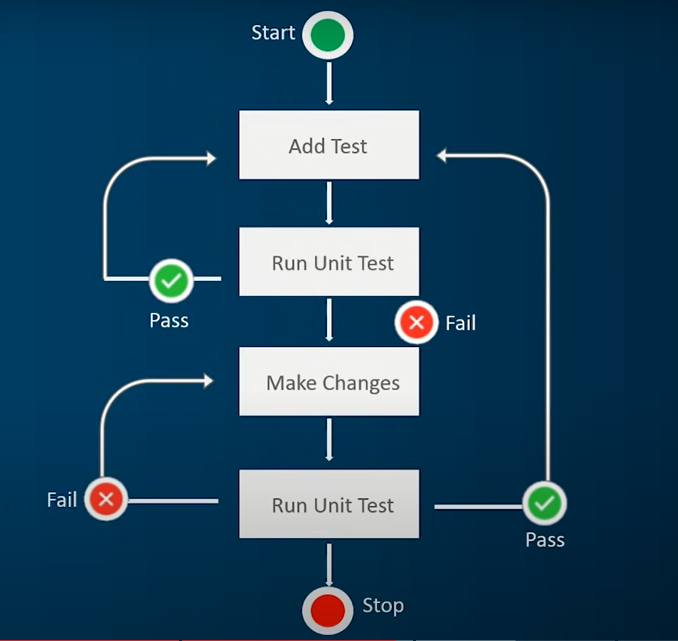 Start
Add Test
Run Unit Test
Pass
Fail
Make Changes
Run Unit Test
Fail
Pass
Stop